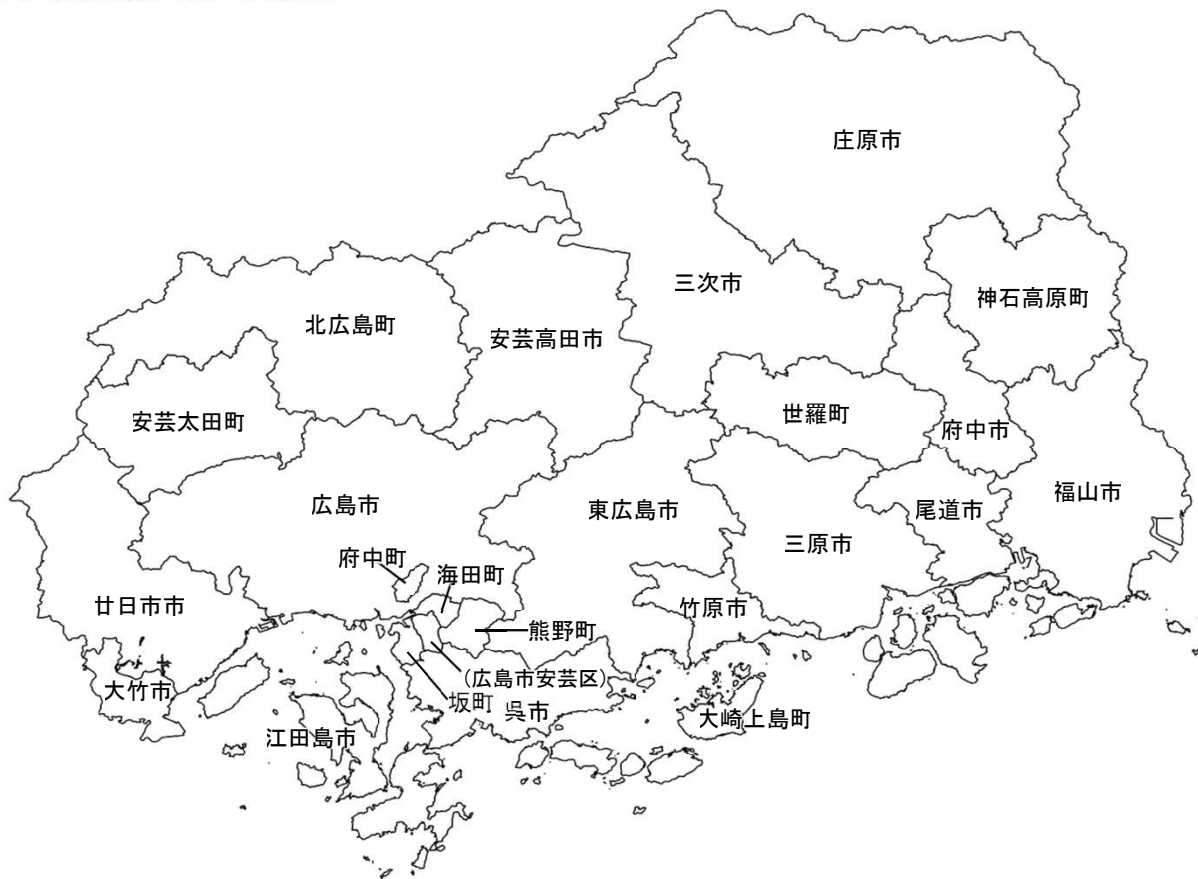 庄原市
三次市
神石高原町
北広島町
安芸高田市
世羅町
安芸太田町
府中市
福山市
広島市
東広島市
尾道市
三原市
府中町
海田町
廿日市市
竹原市
熊野町
(広島市安芸区)
大竹市
坂町
呉市
大崎上島町
江田島市